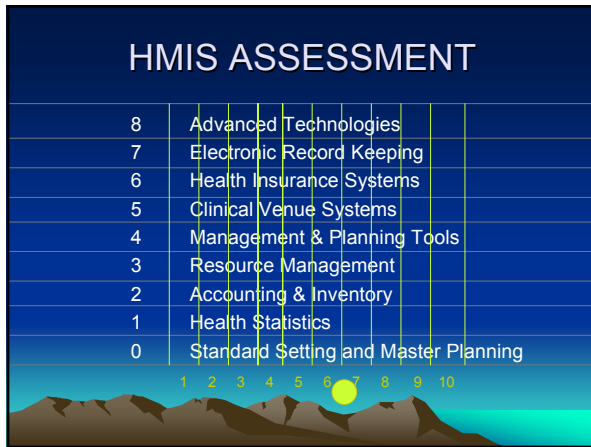 HMIS ASSESSMENT
8 Advanced Technologies
7 Electronic Record Keeping
6 Health Insurance Systems
5 Clinical Venue Systems
4 Management & Planning Tools
3 Resource Management
2 Accounting & Inventory
1 Health Statistics
0 Standard Setting and Master Planning
1 2 3 4 5 6 7 8 9 10